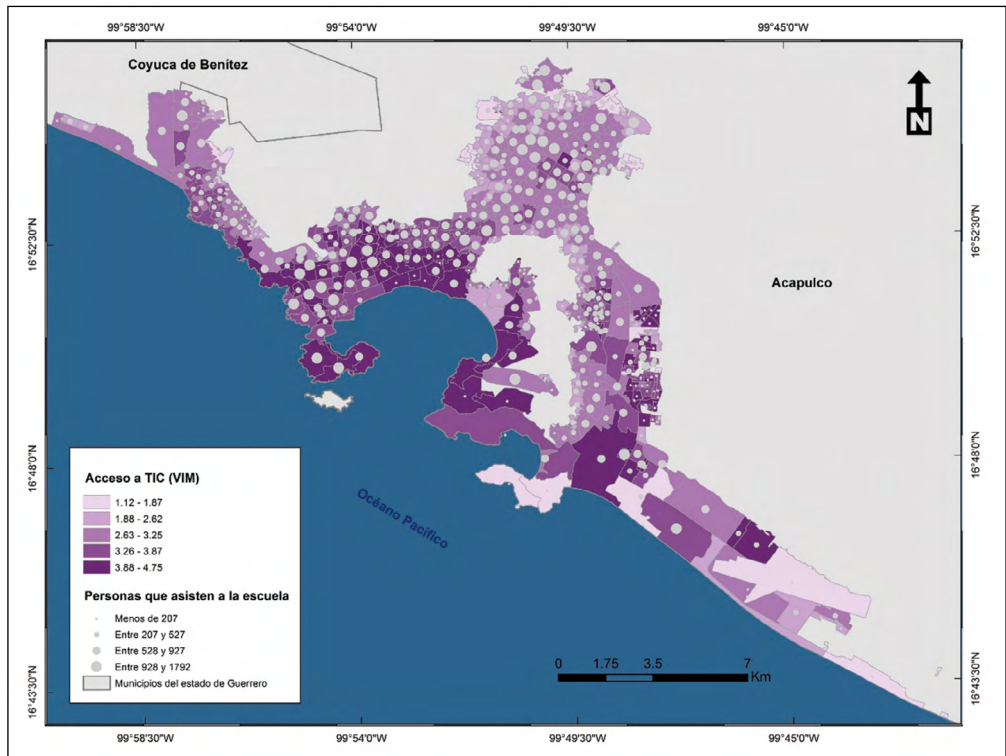 99°58'30"W 99°54'0"W 99°49'30"W 99°45'0"W
Coyuca de Benítez
N
16°52'30"N 16°52'30"N
Acapulco
16°48'0"N 16°48'0"N
Océano Pacífico
Acceso a TIC (VIM)
1.12 - 1.87
1.88 - 2.62
2.63 - 3.25
3.26 - 3.87
3.88 - 4.75
Personas que asisten a la escuela
Menos de 207
Entre 207 y 527
Entre 528 y 927
Entre 928 y 1792
Municipios del estado de Guerrero
0 1.75 3.5 7
Km
16°43'30"N 16°43'30"N
99°58'30"W 99°54'0"W 99°49'30"W 99°45'0"W